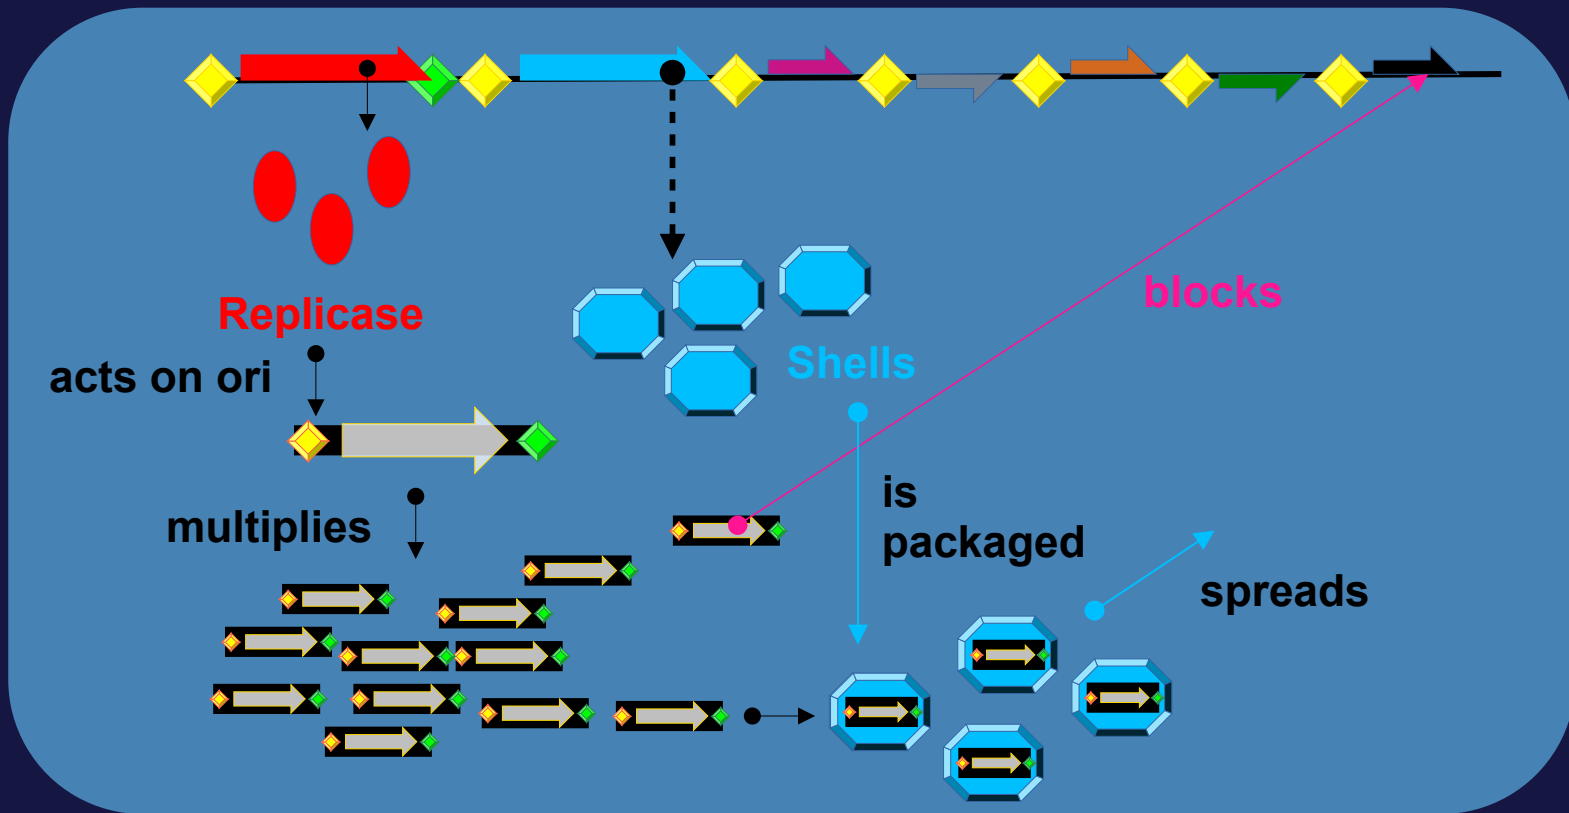 Replicase
acts on ori
multiplies
Shells
blocks
is
packaged
spreads